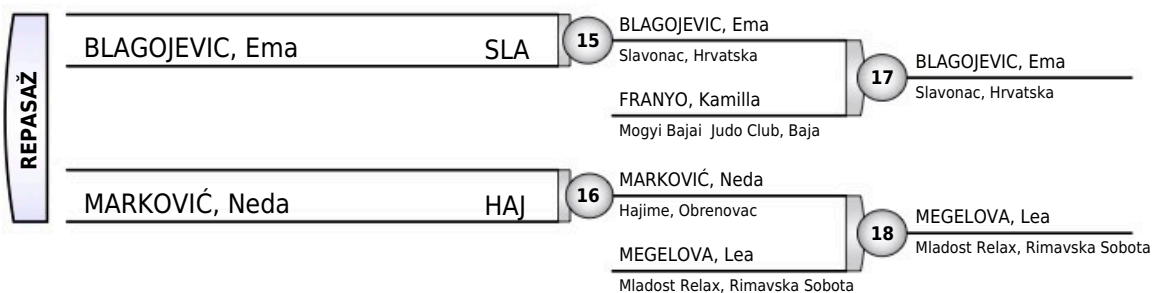 REPASAŽ
BLAGOJEVIC, Ema SLA
15
BLAGOJEVIC, Ema
Slavonac, Hrvatska
FRANYO, Kamilla
Mogyi Bajai Judo Club, Baja
17
BLAGOJEVIC, Ema
Slavonac, Hrvatska
MARKOVIĆ, Neda HAJ
16
MARKOVIĆ, Neda
Hajime, Obrenovac
MEGELOVA, Lea
Mladost Relax, Rimavska Sobota
18
MEGELOVA, Lea
Mladost Relax, Rimavska Sobota